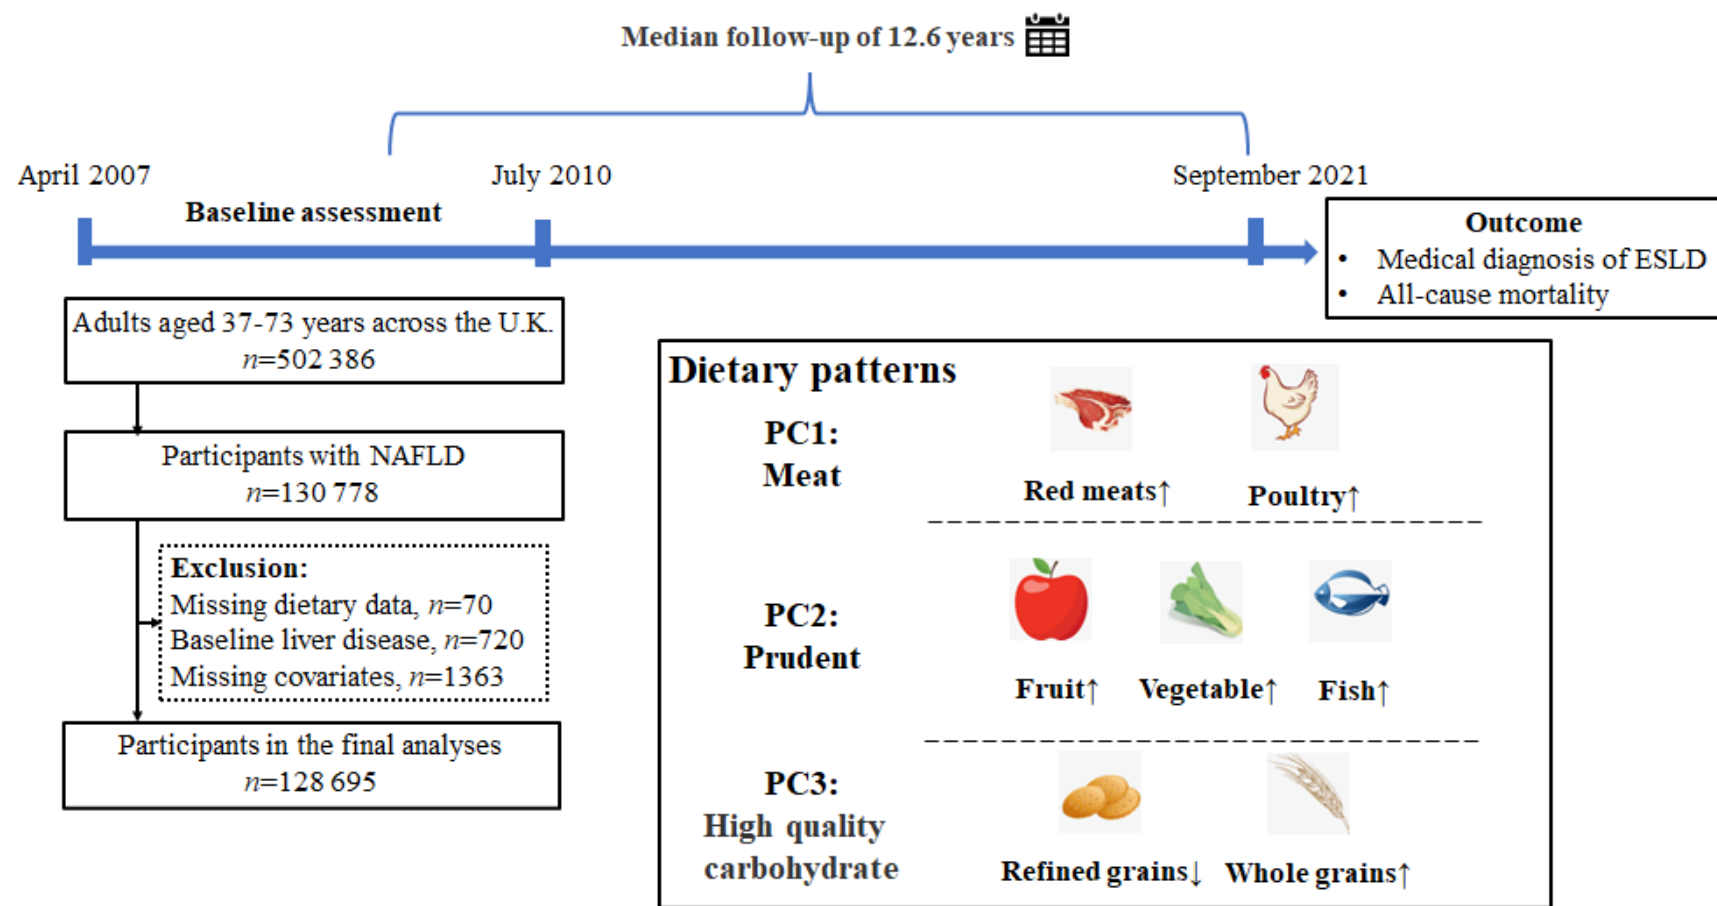 Median follow-up of 12.6 years
April 2007
July 2010
September 2021
Baseline assessment
Outcome
• Medical diagnosis of ESLD
• All-cause mortality
Adults aged 37-73 years across the U.K.
n=502 386
Participants with NAFLD
n=130 778
Exclusion:
Missing dietary data, n=70
Baseline liver disease, n=720
Missing covariates, n=1363
Participants in the final analyses
n=128 695
Dietary patterns
PC1:
Meat
Red meats↑
Poultry↑
PC2:
Prudent
Fruit↑
Vegetable↑
Fish↑
PC3:
High quality
carbohydrate
Refined grains↓
Whole grains↑